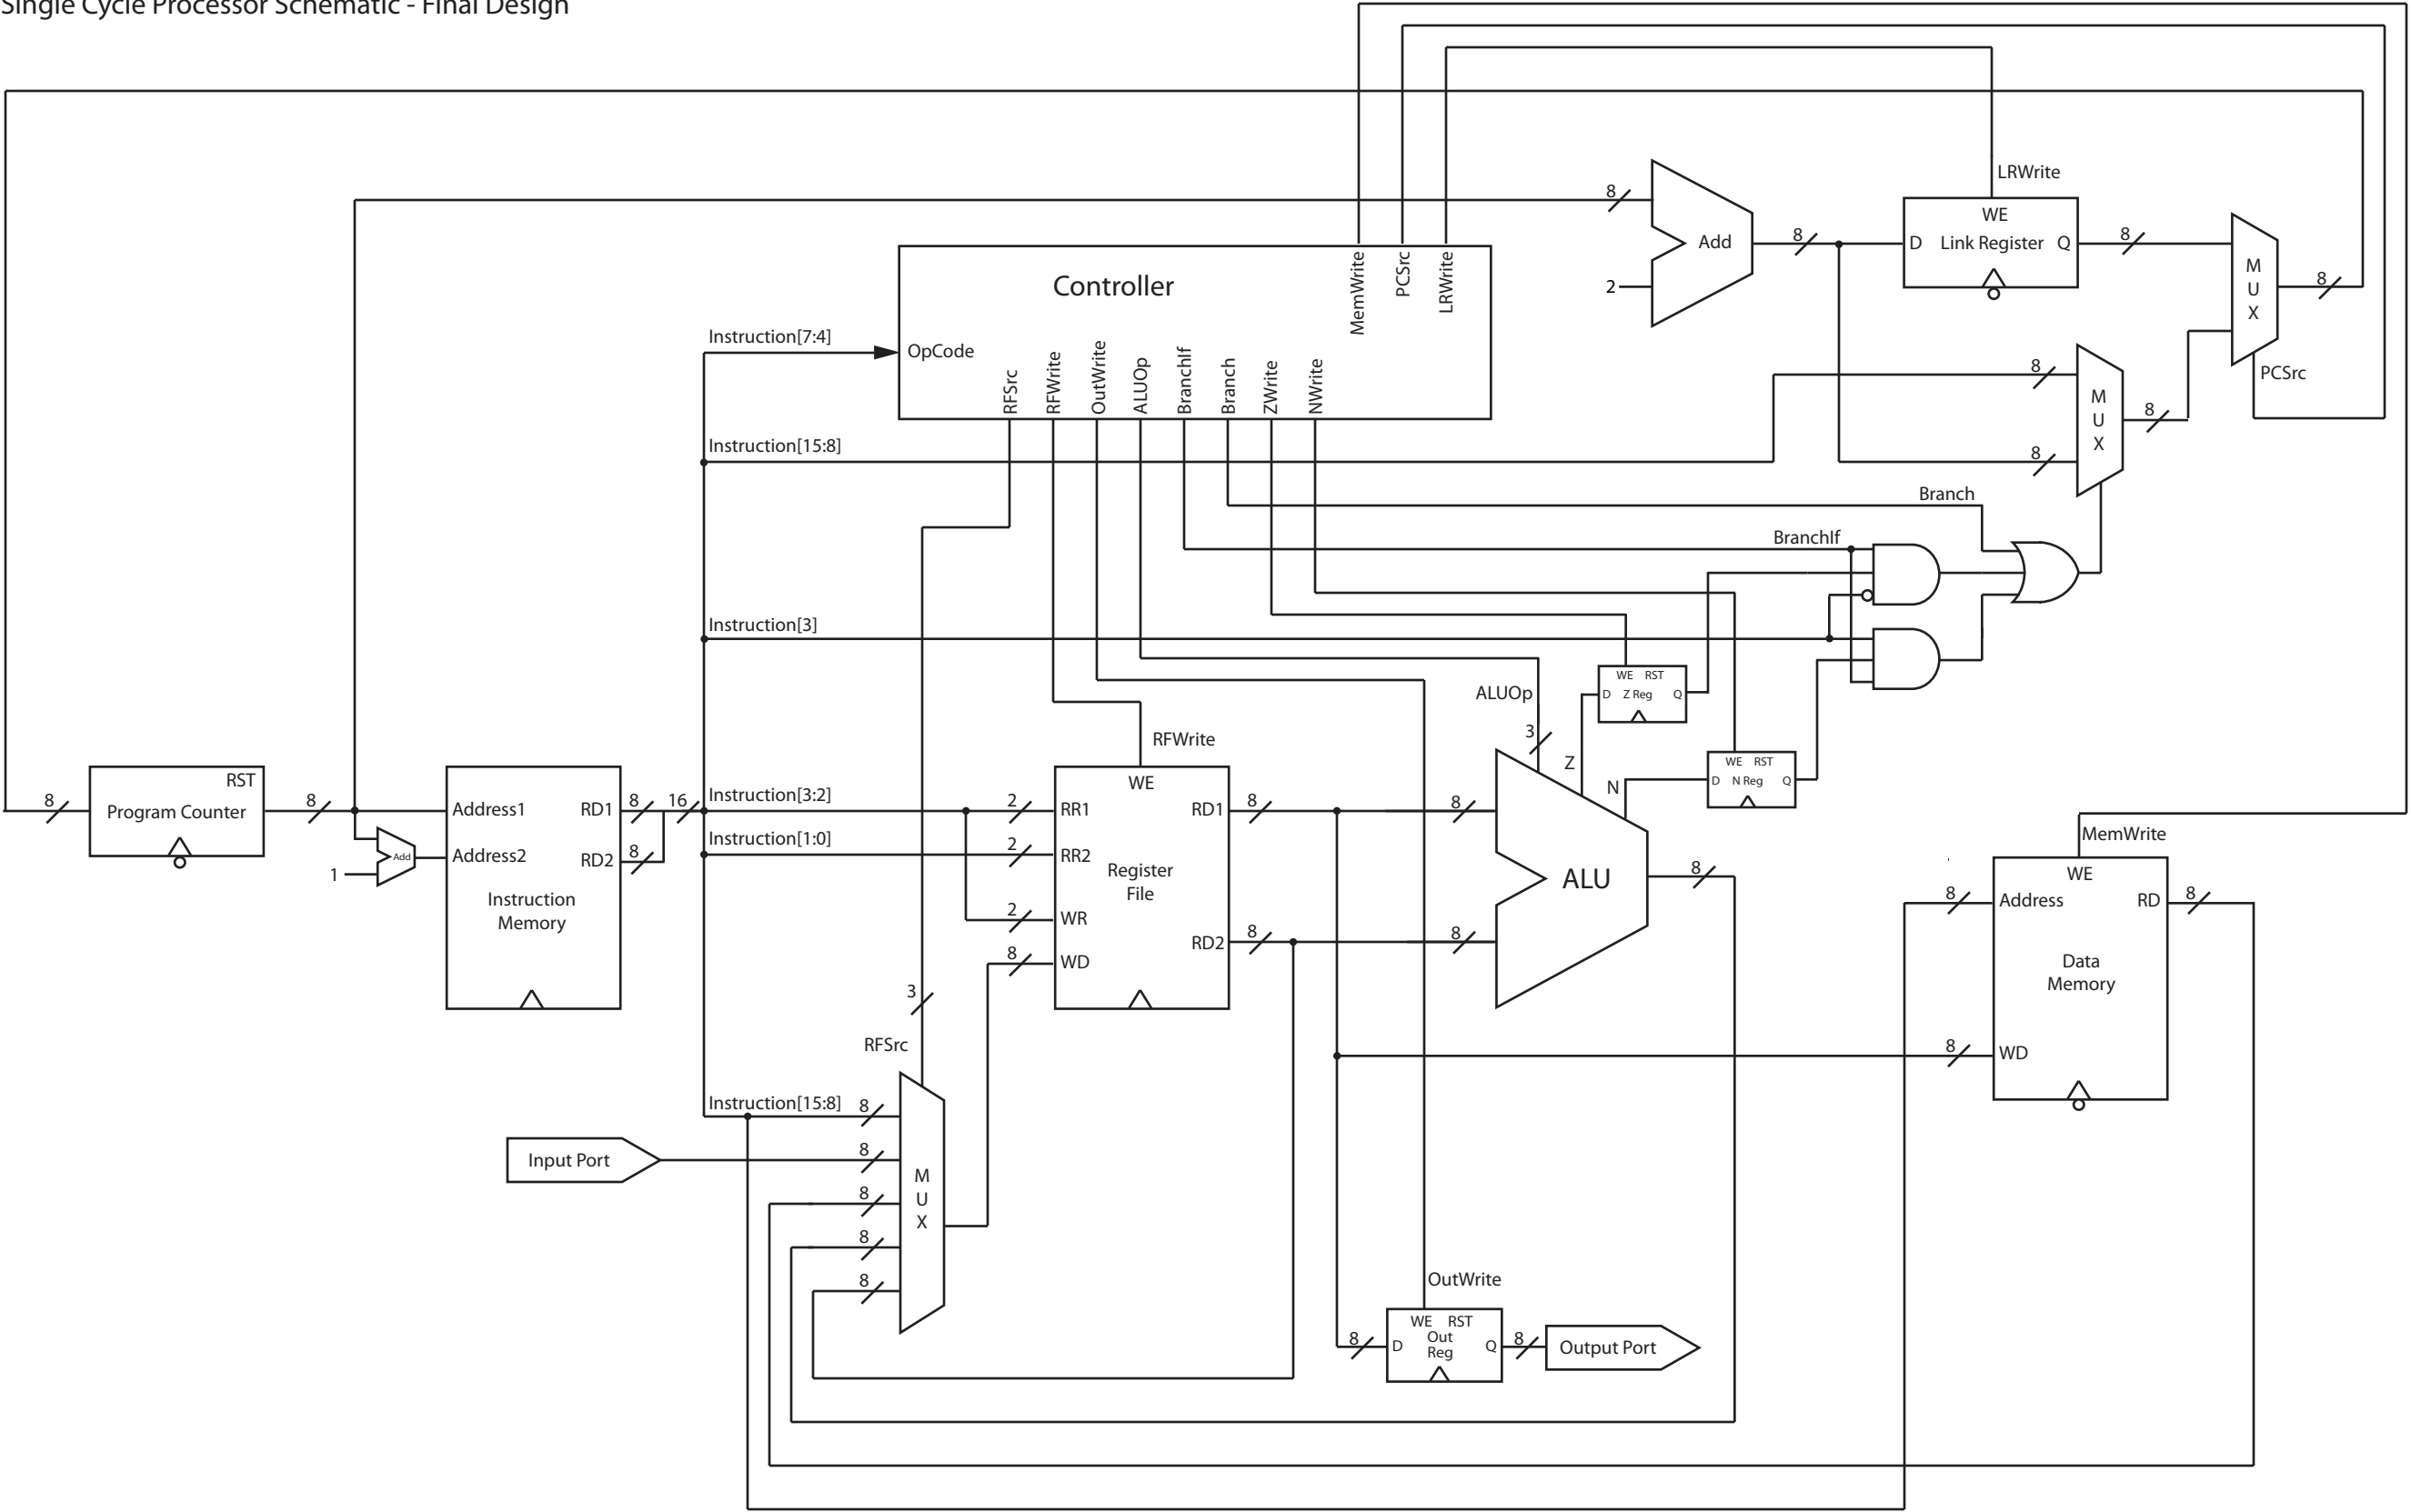 Single Cycle Processor Schematic - Final Design
LRWrite
8
Add
2
8
WE
D Link Register Q
8
M
U
X
8
PCSrc
Controller
MemWrite
PCSrc
LRWrite
Instruction[7:4]
OpCode
RFSrc
RFWrite
OutWrite
ALUOp
BranchIf
Branch
ZWrite
NWrite
8
M
U
X
8
8
Instruction[15:8]
Branch
BranchIf
Instruction[3]
WE RST
D Z Reg Q
ALUOp
3
Z
N
WE RST
D N Reg Q
RFWrite
8
RST
Program Counter
8
1
Add
Address1
Address2
RD1
RD2
Instruction
Memory
8
8
16
Instruction[3:2]
Instruction[1:0]
2
2
2
8
WE
RR1
RR2
WR
WD
RD1
RD2
Register
File
8
8
8
8
ALU
8
MemWrite
WE
8
Address
RD
8
Data
Memory
8
WD
3
RFSrc
Instruction[15:8]
8
Input Port
8
8
8
8
M
U
X
OutWrite
WE RST
Out
Reg
8
D
Q
8
Output Port